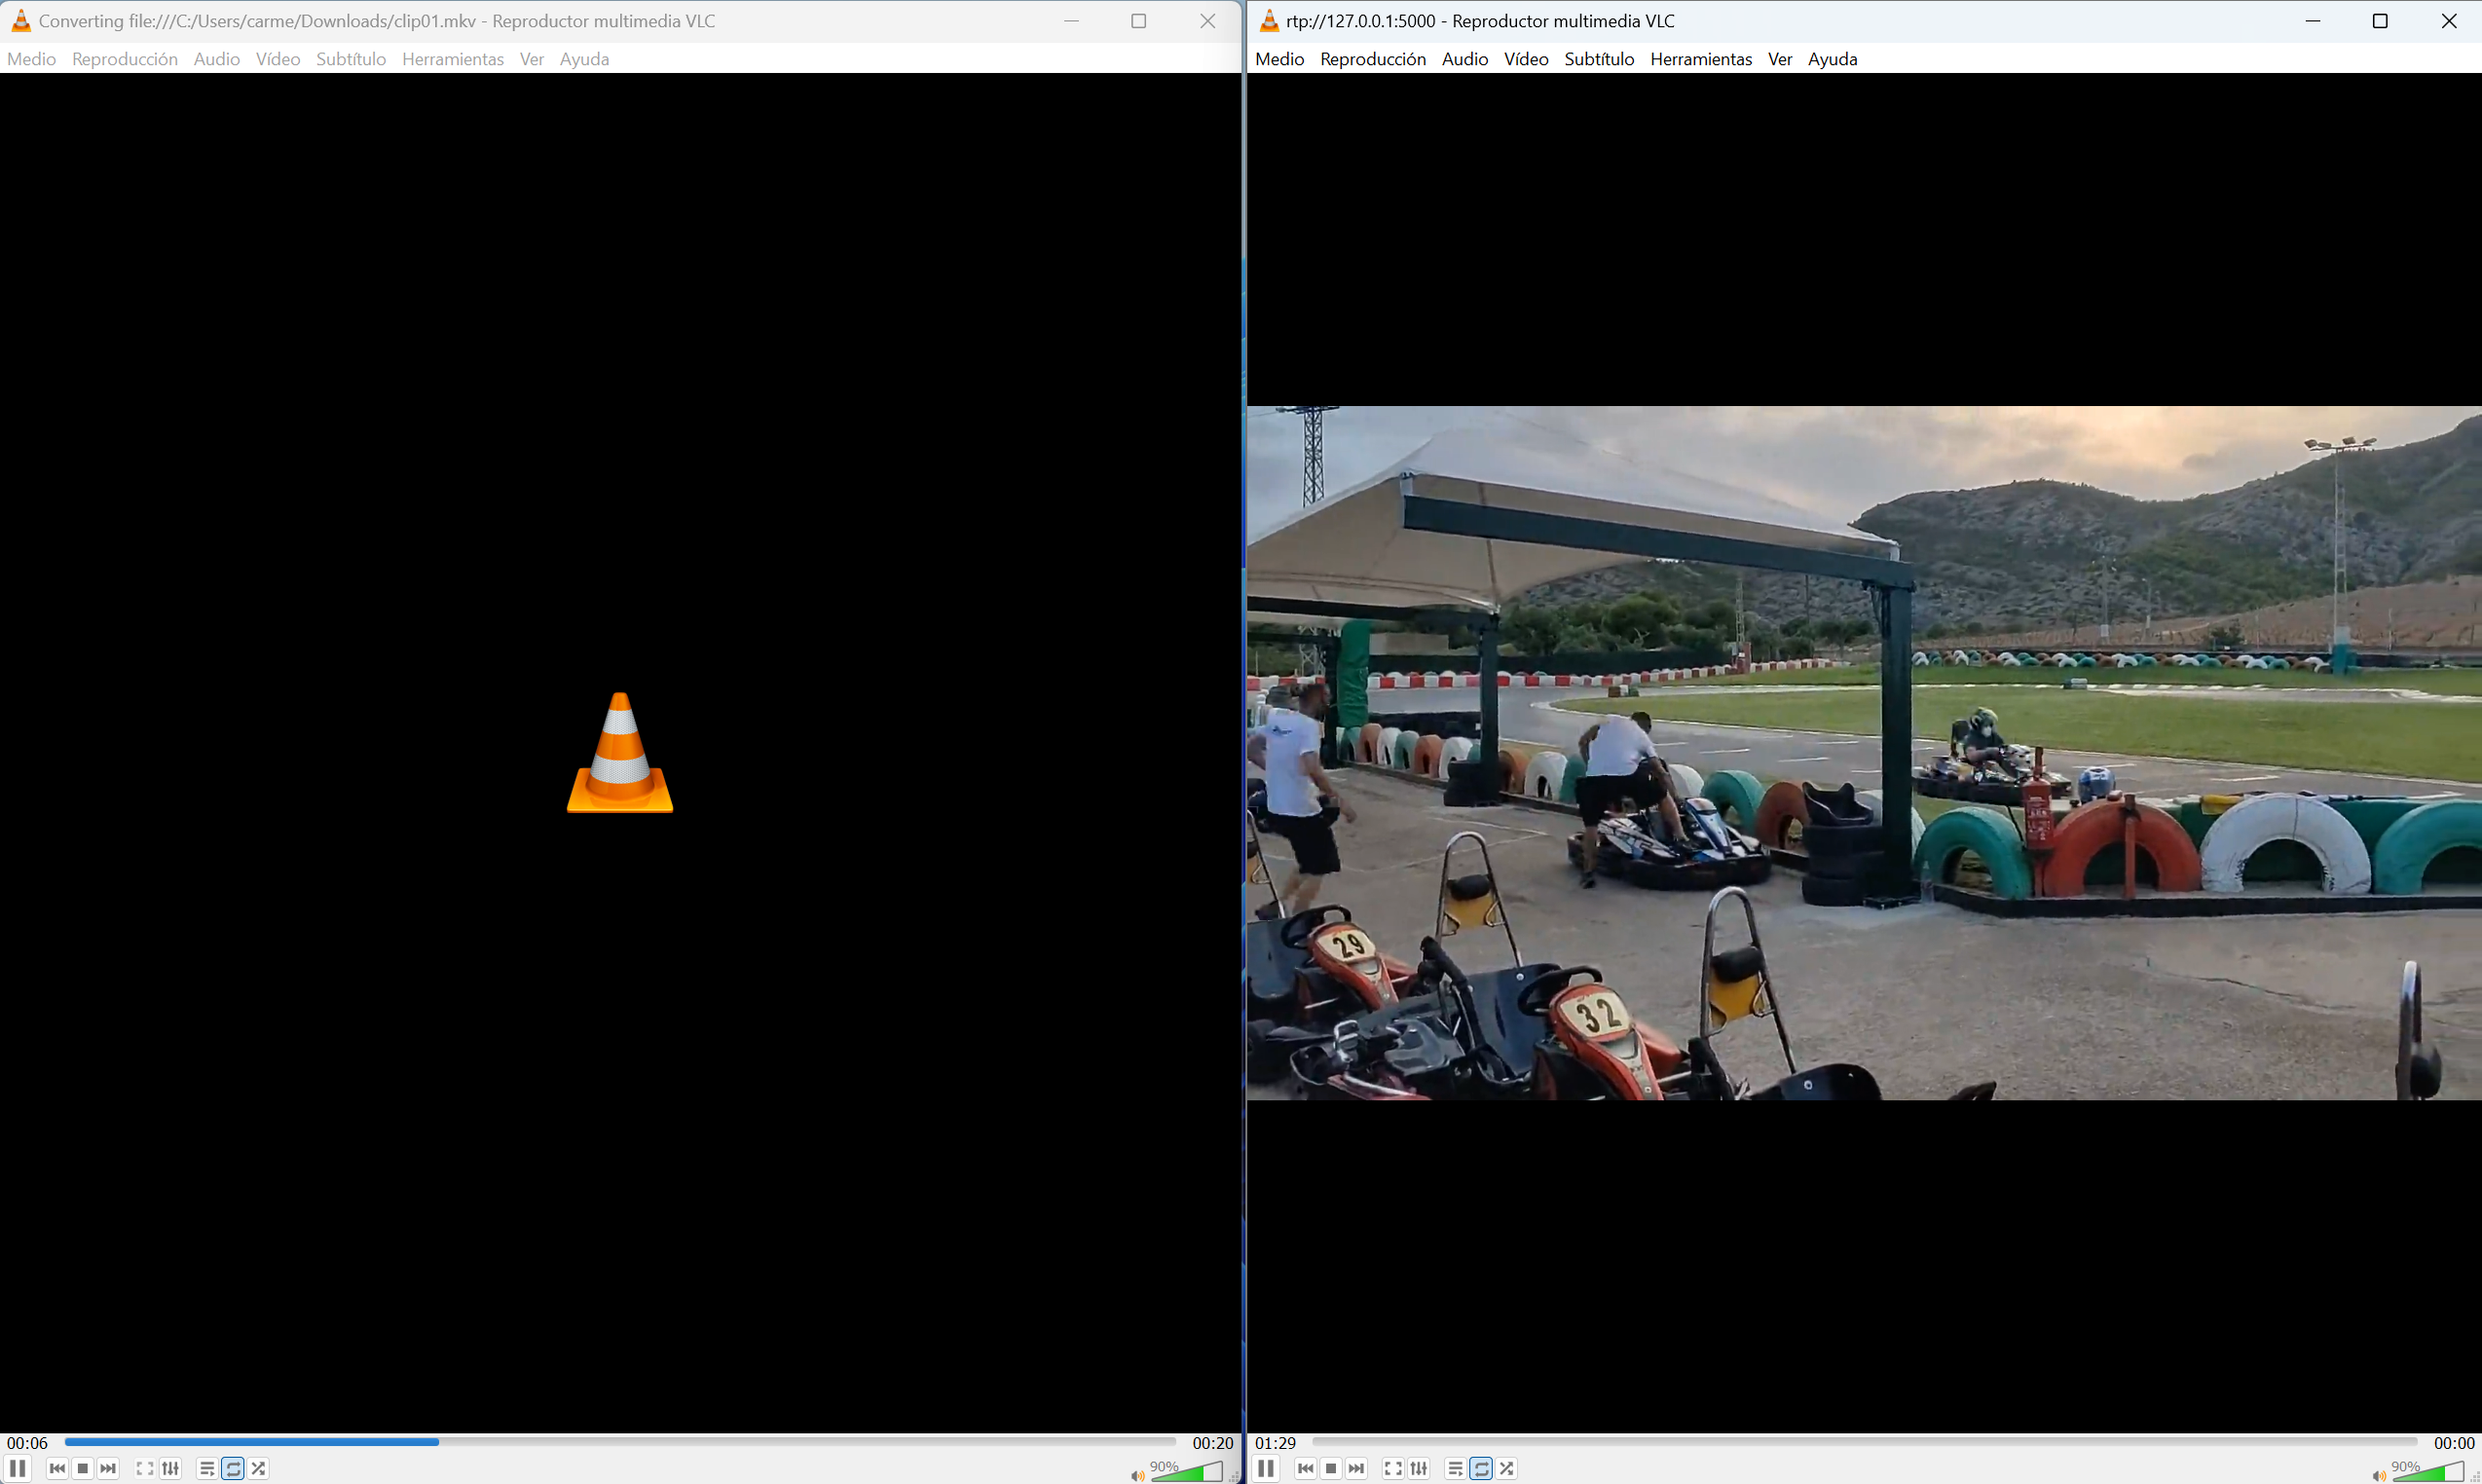 Converting file:///C:/Users/carme/Downloads/clip01.mkv - Reproductor multimedia VLC
Medio Reproducción Audio Vídeo Subtítulo Herramientas Ver Ayuda
00:06
00:20
90%
rtp://127.0.0.1:5000 - Reproductor multimedia VLC
Medio Reproducción Audio Vídeo Subtítulo Herramientas Ver Ayuda
29
32
01:29
00:00
90%